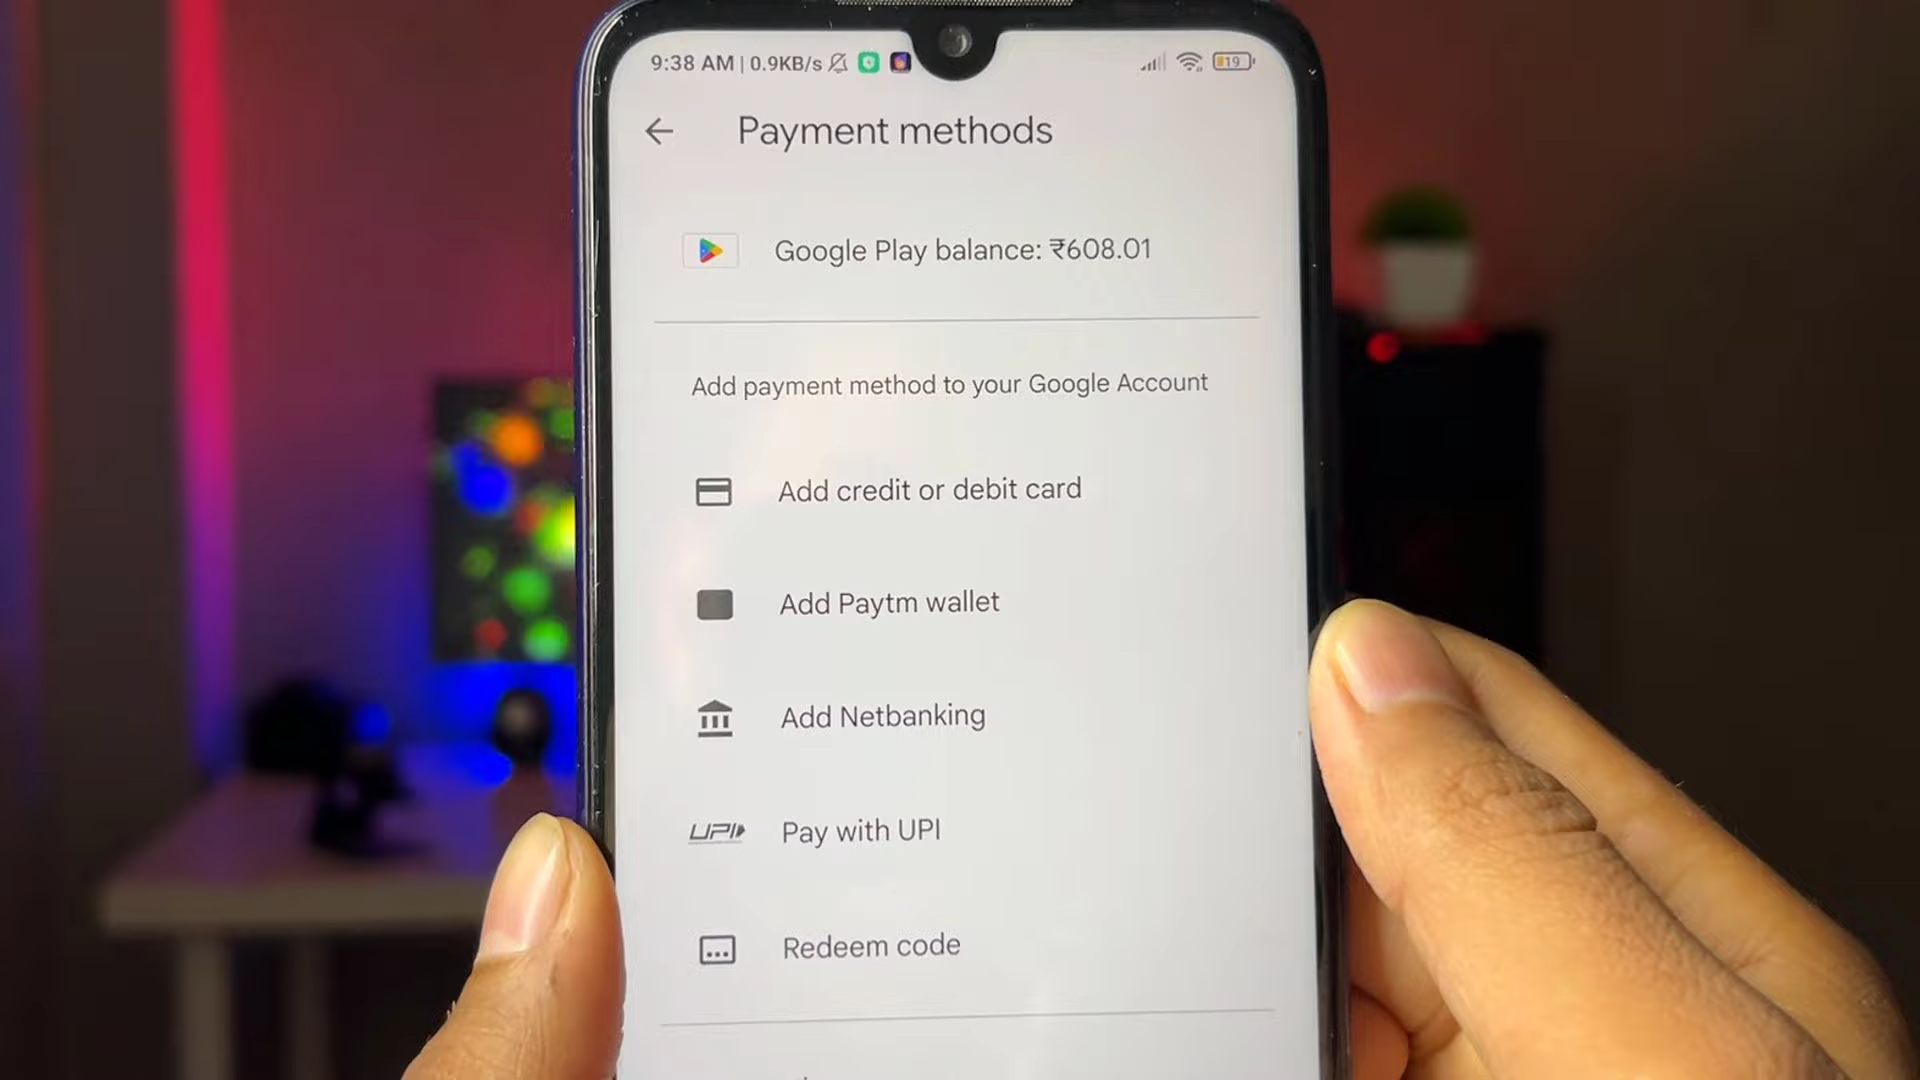 9:38 AM | 0.9KB/s 19
Payment methods
Google Play balance: ₹608.01
Add payment method to your Google Account
Add credit or debit card
Add Paytm wallet
Add Netbanking
UPI Pay with UPI
Redeem code